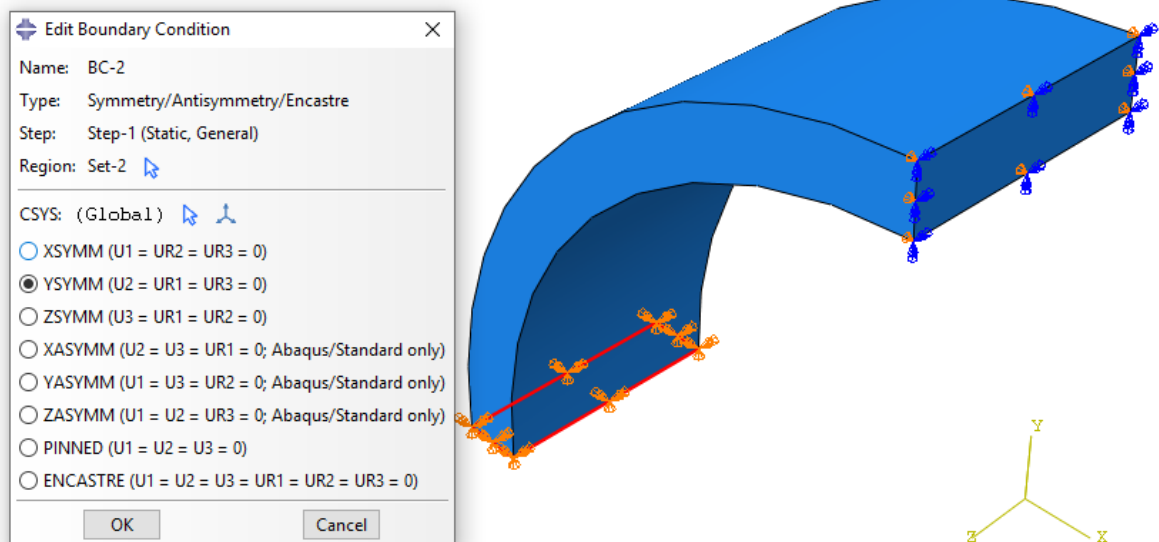 Edit Boundary Condition
Name: BC-2
Type: Symmetry/Antisymmetry/Encastre
Step: Step-1 (Static, General)
Region: Set-2
CSYS: (Global)
XSYMM (U1 = UR2 = UR3 = 0)
YSYMM (U2 = UR1 = UR3 = 0)
ZSYMM (U3 = UR1 = UR2 = 0)
XASYMM (U2 = U3 = UR1 = 0; Abaqus/Standard only)
YASYMM (U1 = U3 = UR2 = 0; Abaqus/Standard only)
ZASYMM (U1 = U2 = UR3 = 0; Abaqus/Standard only)
PINNED (U1 = U2 = U3 = 0)
ENCASTRE (U1 = U2 = U3 = UR1 = UR2 = UR3 = 0)
OK Cancel
Y
Z X